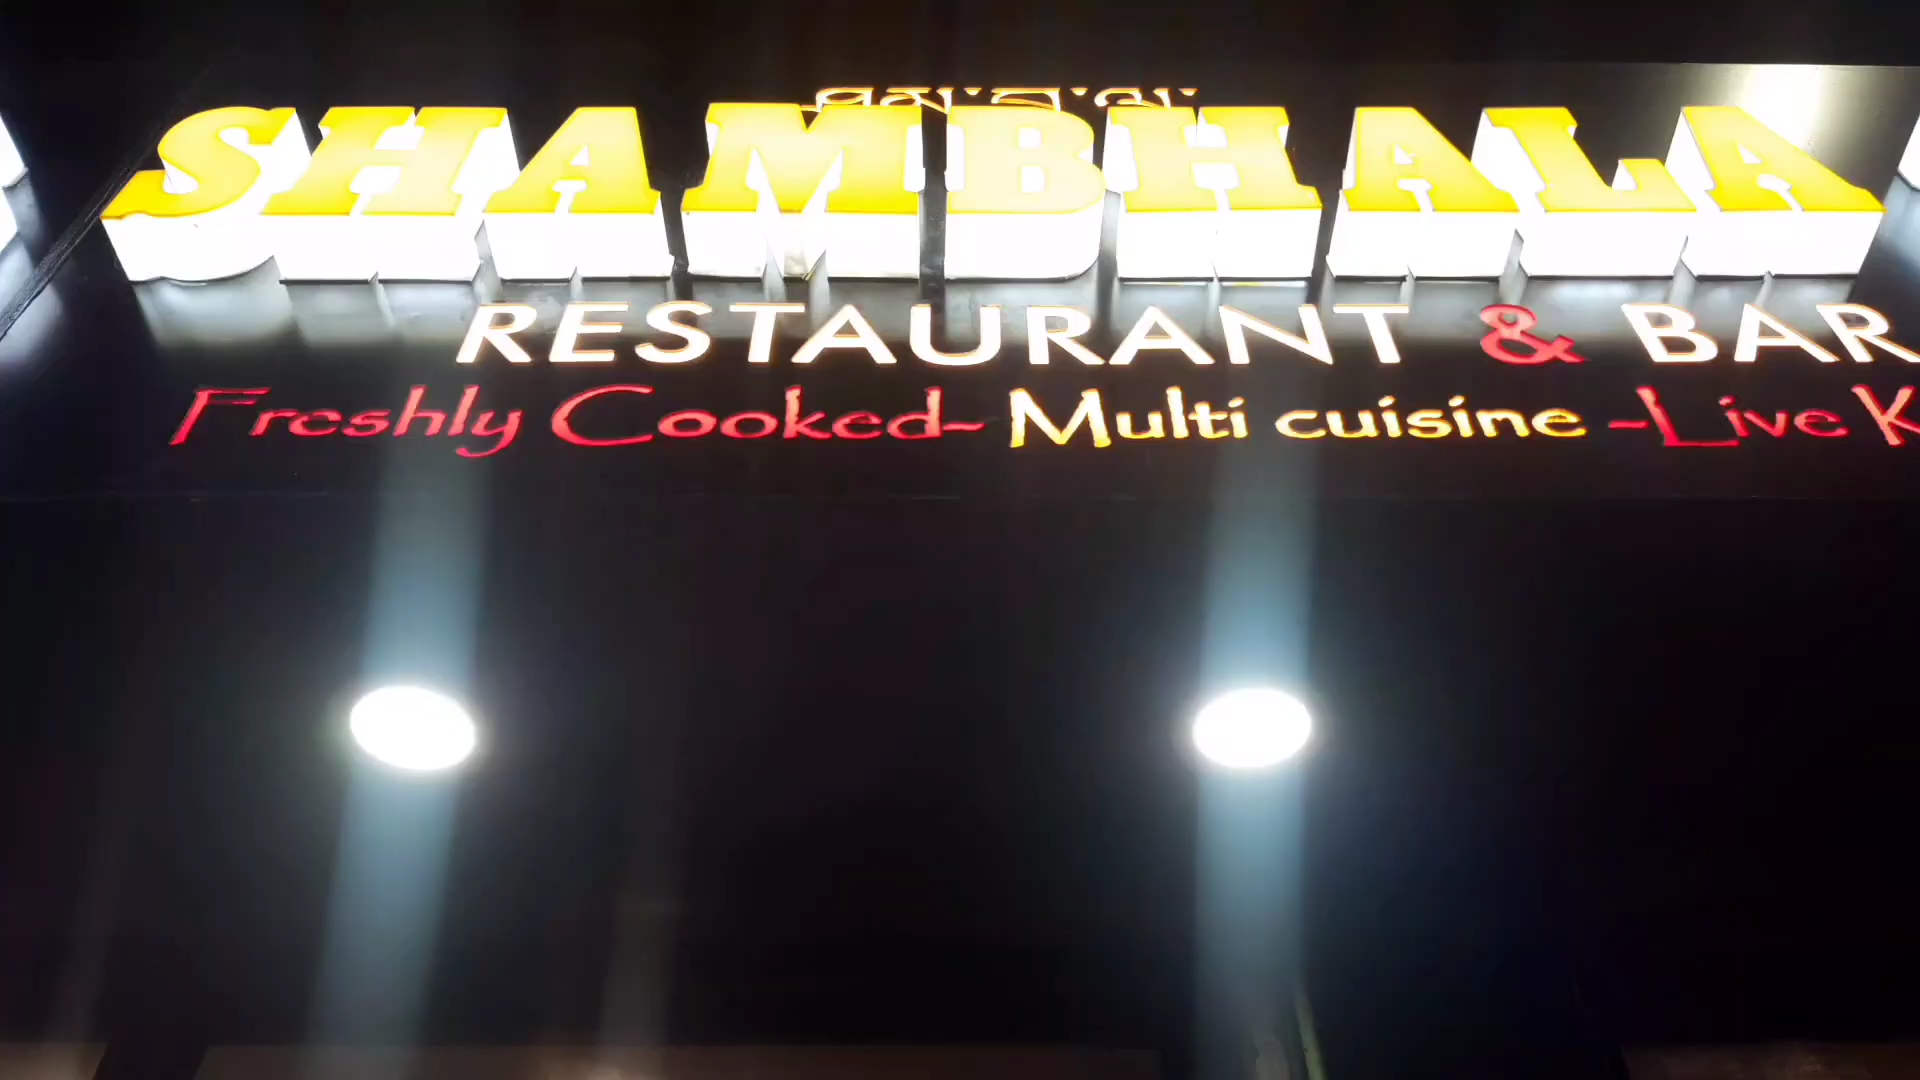 SHAMBHALA
RESTAURANT & BAR
Freshly Cooked- Multi cuisine -Live